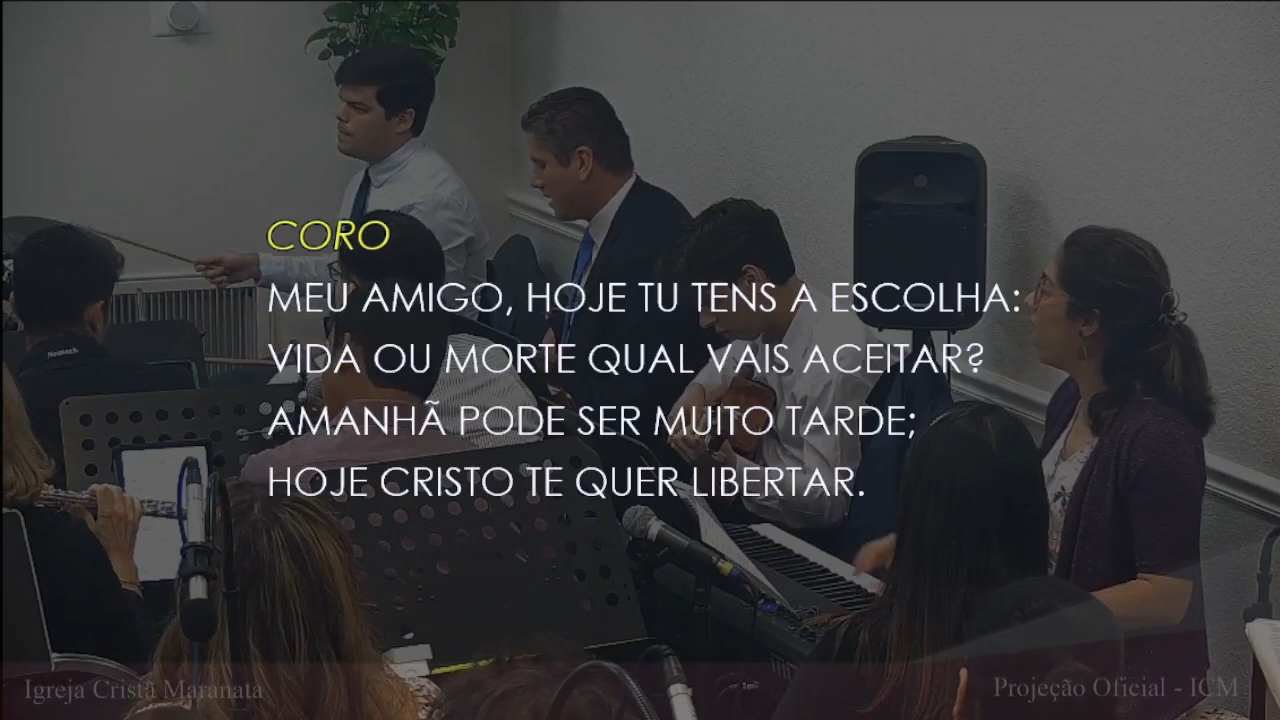 CORO
MEU AMIGO, HOJE TU TENS A ESCOLHA:
VIDA OU MORTE QUAL VAIS ACEITAR?
AMANHÃ PODE SER MUITO TARDE;
HOJE CRISTO TE QUER LIBERTAR.
Igreja Cristã Maranata
Projeção Oficial - ICM